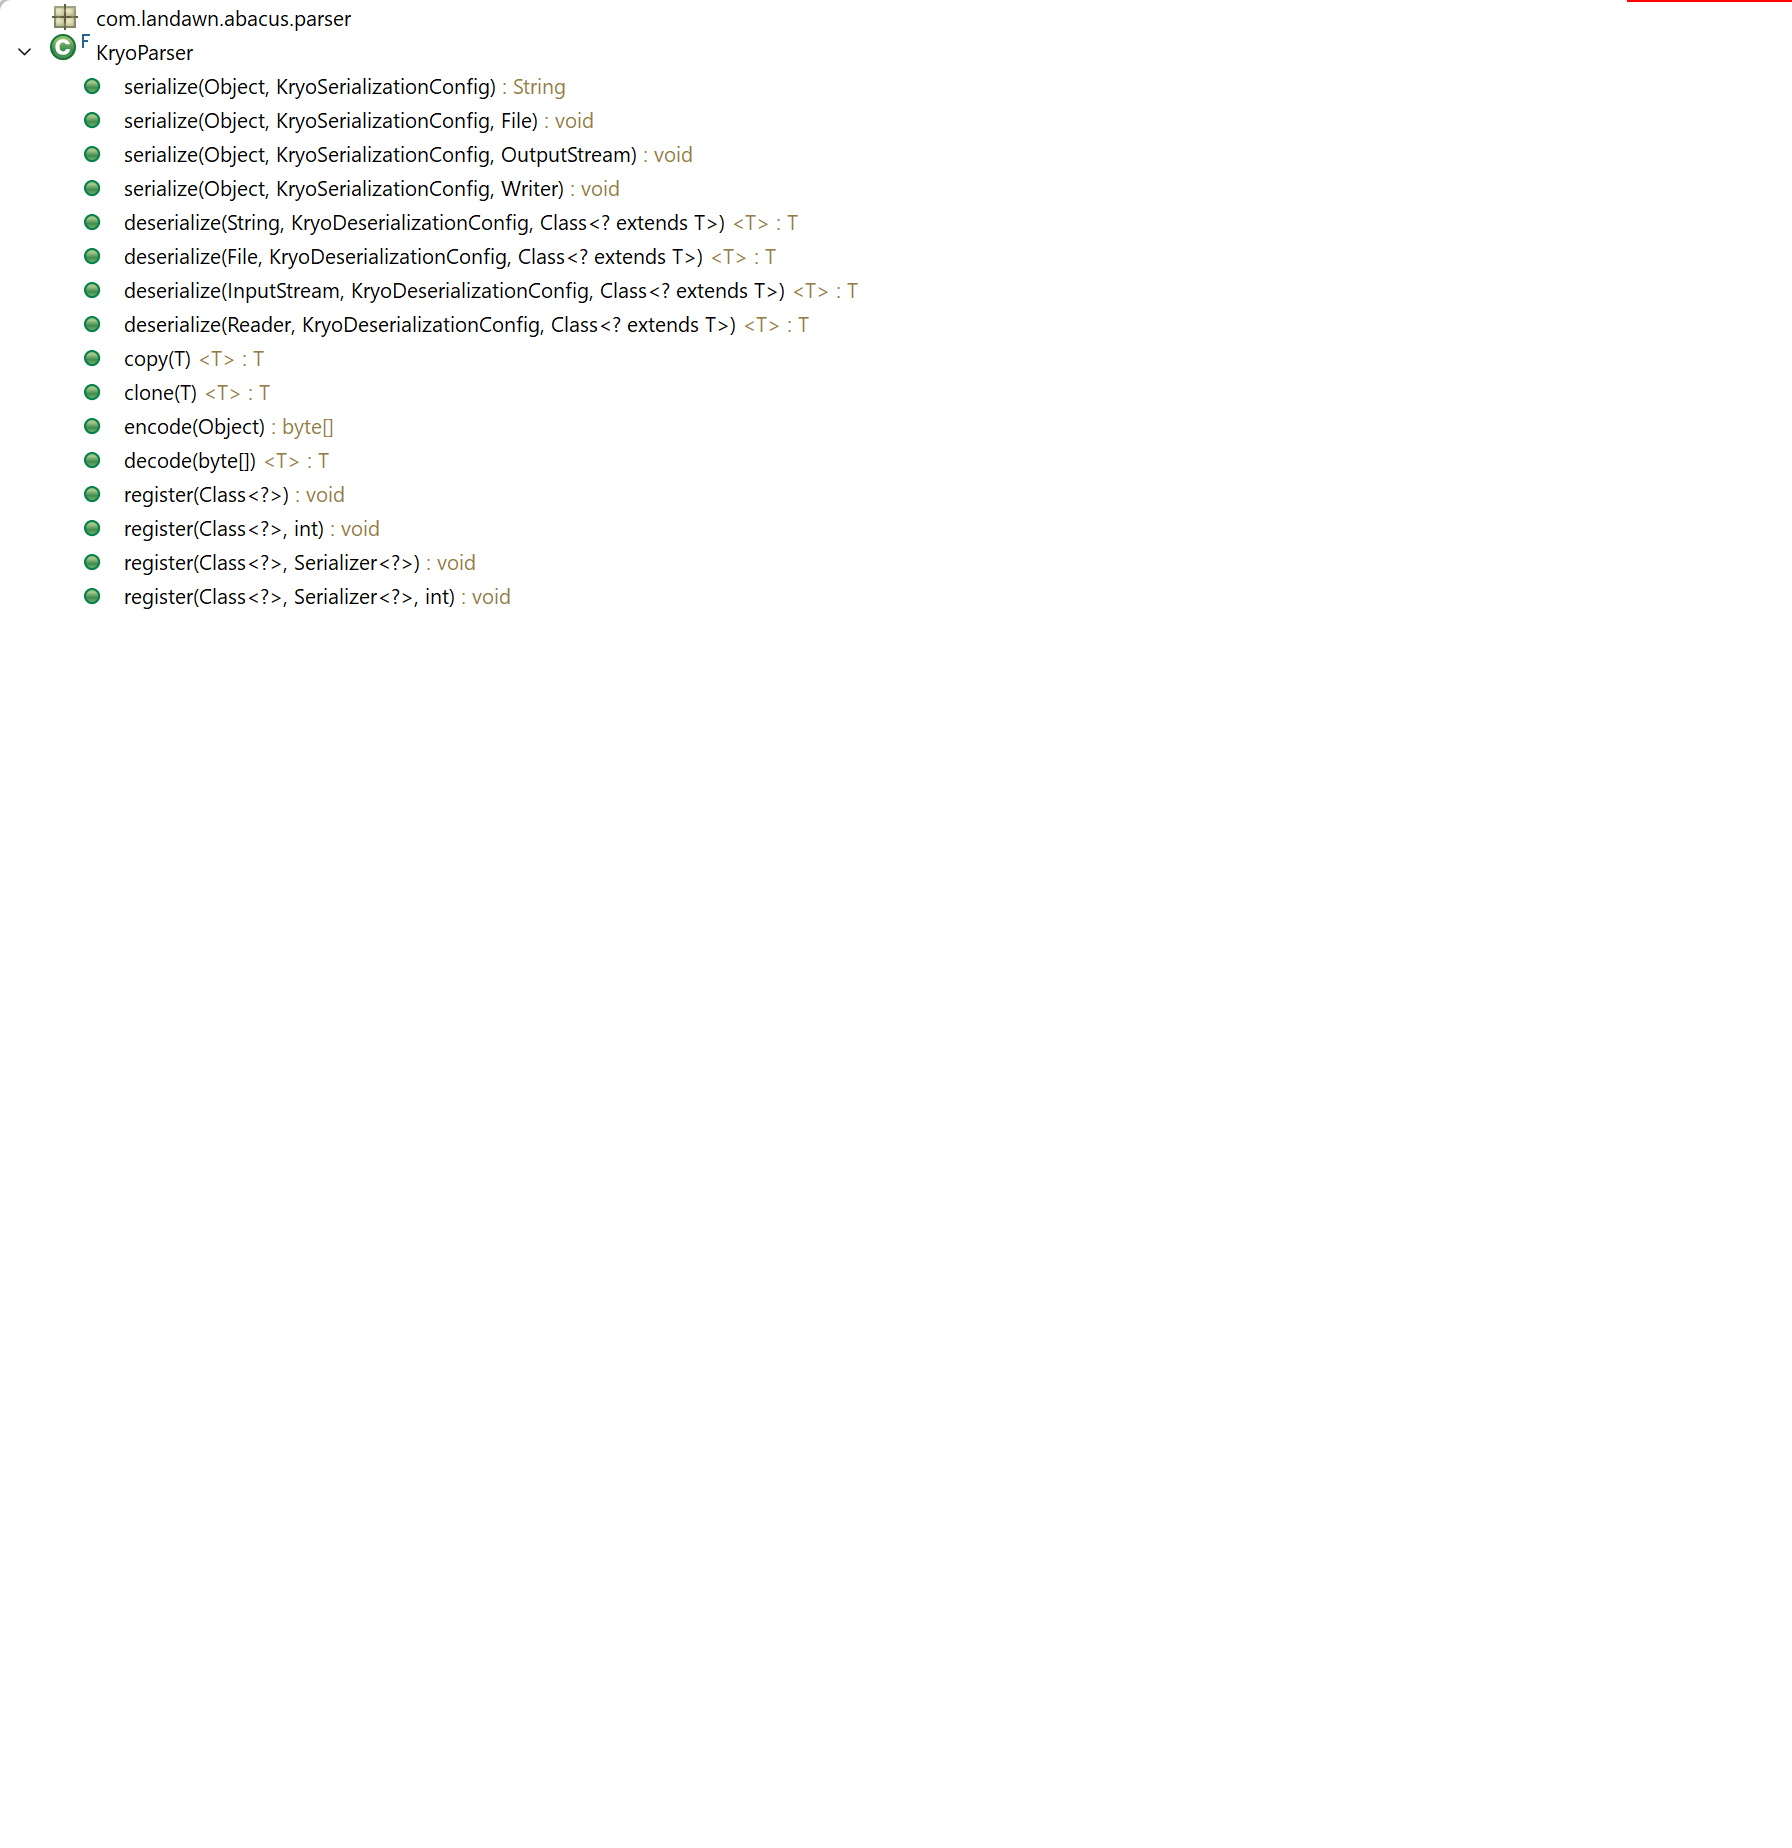 com.landawn.abacus.parser
KryoParser
serialize(Object, KryoSerializationConfig) : String
serialize(Object, KryoSerializationConfig, File) : void
serialize(Object, KryoSerializationConfig, OutputStream) : void
serialize(Object, KryoSerializationConfig, Writer) : void
deserialize(String, KryoDeserializationConfig, Class<? extends T>) <T> : T
deserialize(File, KryoDeserializationConfig, Class<? extends T>) <T> : T
deserialize(InputStream, KryoDeserializationConfig, Class<? extends T>) <T> : T
deserialize(Reader, KryoDeserializationConfig, Class<? extends T>) <T> : T
copy(T) <T> : T
clone(T) <T> : T
encode(Object) : byte[]
decode(byte[]) <T> : T
register(Class<?>) : void
register(Class<?>, int) : void
register(Class<?>, Serializer<?>) : void
register(Class<?>, Serializer<?>, int) : void